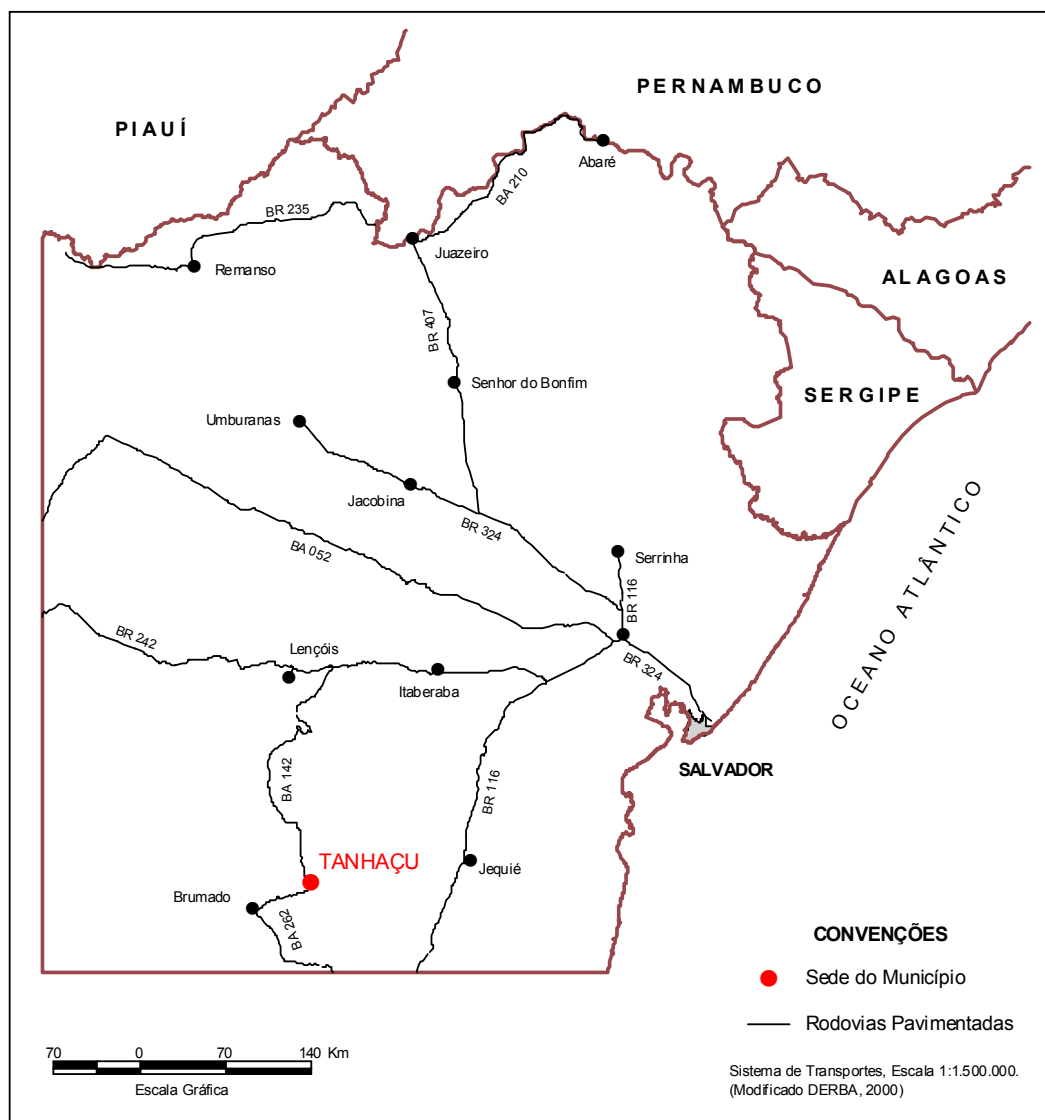 PERNAMBUCO
PIAUÍ
Abaré
BA 210
BR 235
Juazeiro
Remanso
ALAGOAS
BR 407
Senhor do Bonfim
SERGIPE
Umburanas
Jacobina
BR 324
OCEANO ATLÂNTICO
BA 052
Serrinha
BR 116
BR 242
Lençóis
BR 324
Itaberaba
SALVADOR
BA 142
BR 116
TANHAÇU
Jequié
Brumado
BA 262
CONVENÇÕES
Sede do Município
Rodovias Pavimentadas
70 0 70 140 Km
Escala Gráfica
Sistema de Transportes, Escala 1:1.500.000.
(Modificado DERBA, 2000)